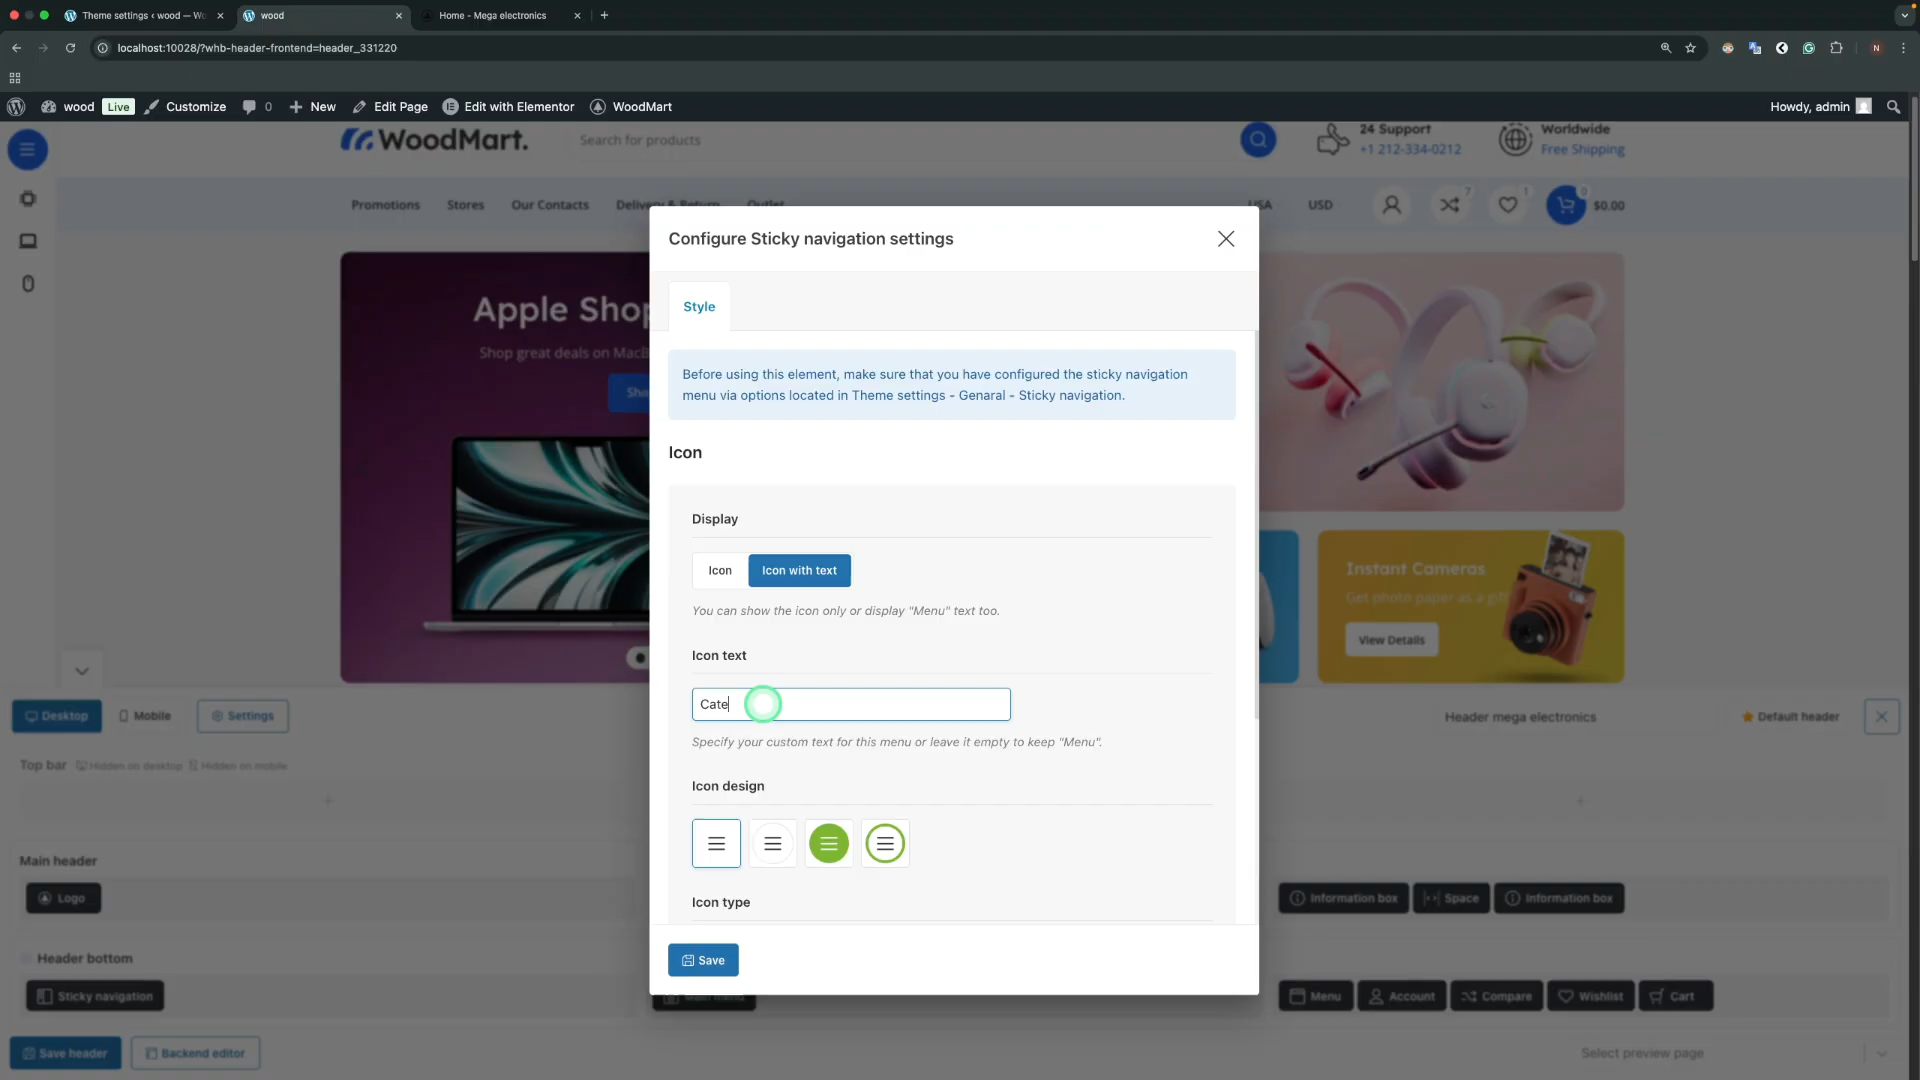 Theme settings ‹ wood — Wo
wood
Home - Mega electronics
localhost:10028/?whb-header-frontend=header_331220
N
wood Live Customize 0 New Edit Page Edit with Elementor WoodMart
Howdy, admin
WoodMart.
Search for products
24 Support
+1 212-334-0212
Worldwide
Free Shipping
Promotions Stores Our Contacts Delivery & Return Outlet
USA USD 7 1 0 $0.00
Apple Shop
Shop great deals on MacB
Sho
Instant Cameras
Get photo paper as a gif
View Details
Configure Sticky navigation settings
Style
Before using this element, make sure that you have configured the sticky navigation
menu via options located in Theme settings - Genaral - Sticky navigation.
Icon
Display
Icon
Icon with text
You can show the icon only or display "Menu" text too.
Icon text
Cate
Specify your custom text for this menu or leave it empty to keep "Menu".
Icon design
Icon type
Save
Desktop Mobile Settings
Header mega electronics Default header
Top bar Hidden on desktop Hidden on mobile
Main header
Logo
Information box Space Information box
Header bottom
Sticky navigation
Main menu
Menu Account Compare Wishlist Cart
Save header Backend editor
Select preview page